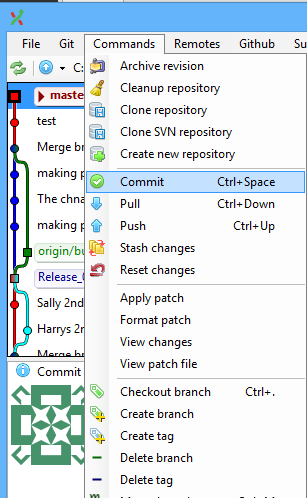 File Git Commands Remotes Github Su
C:
Archive revision
Cleanup repository
Clone repository
Clone SVN repository
Create new repository
Commit Ctrl+Space
Pull Ctrl+Down
Push Ctrl+Up
Stash changes
Reset changes
Apply patch
Format patch
View changes
View patch file
Checkout branch Ctrl+.
Create branch
Create tag
Delete branch
Delete tag
maste
test
Merge br
making p
The chna
making p
origin/bu
Release_
Sally 2nd
Harrys 2n
Merge bra
Commit